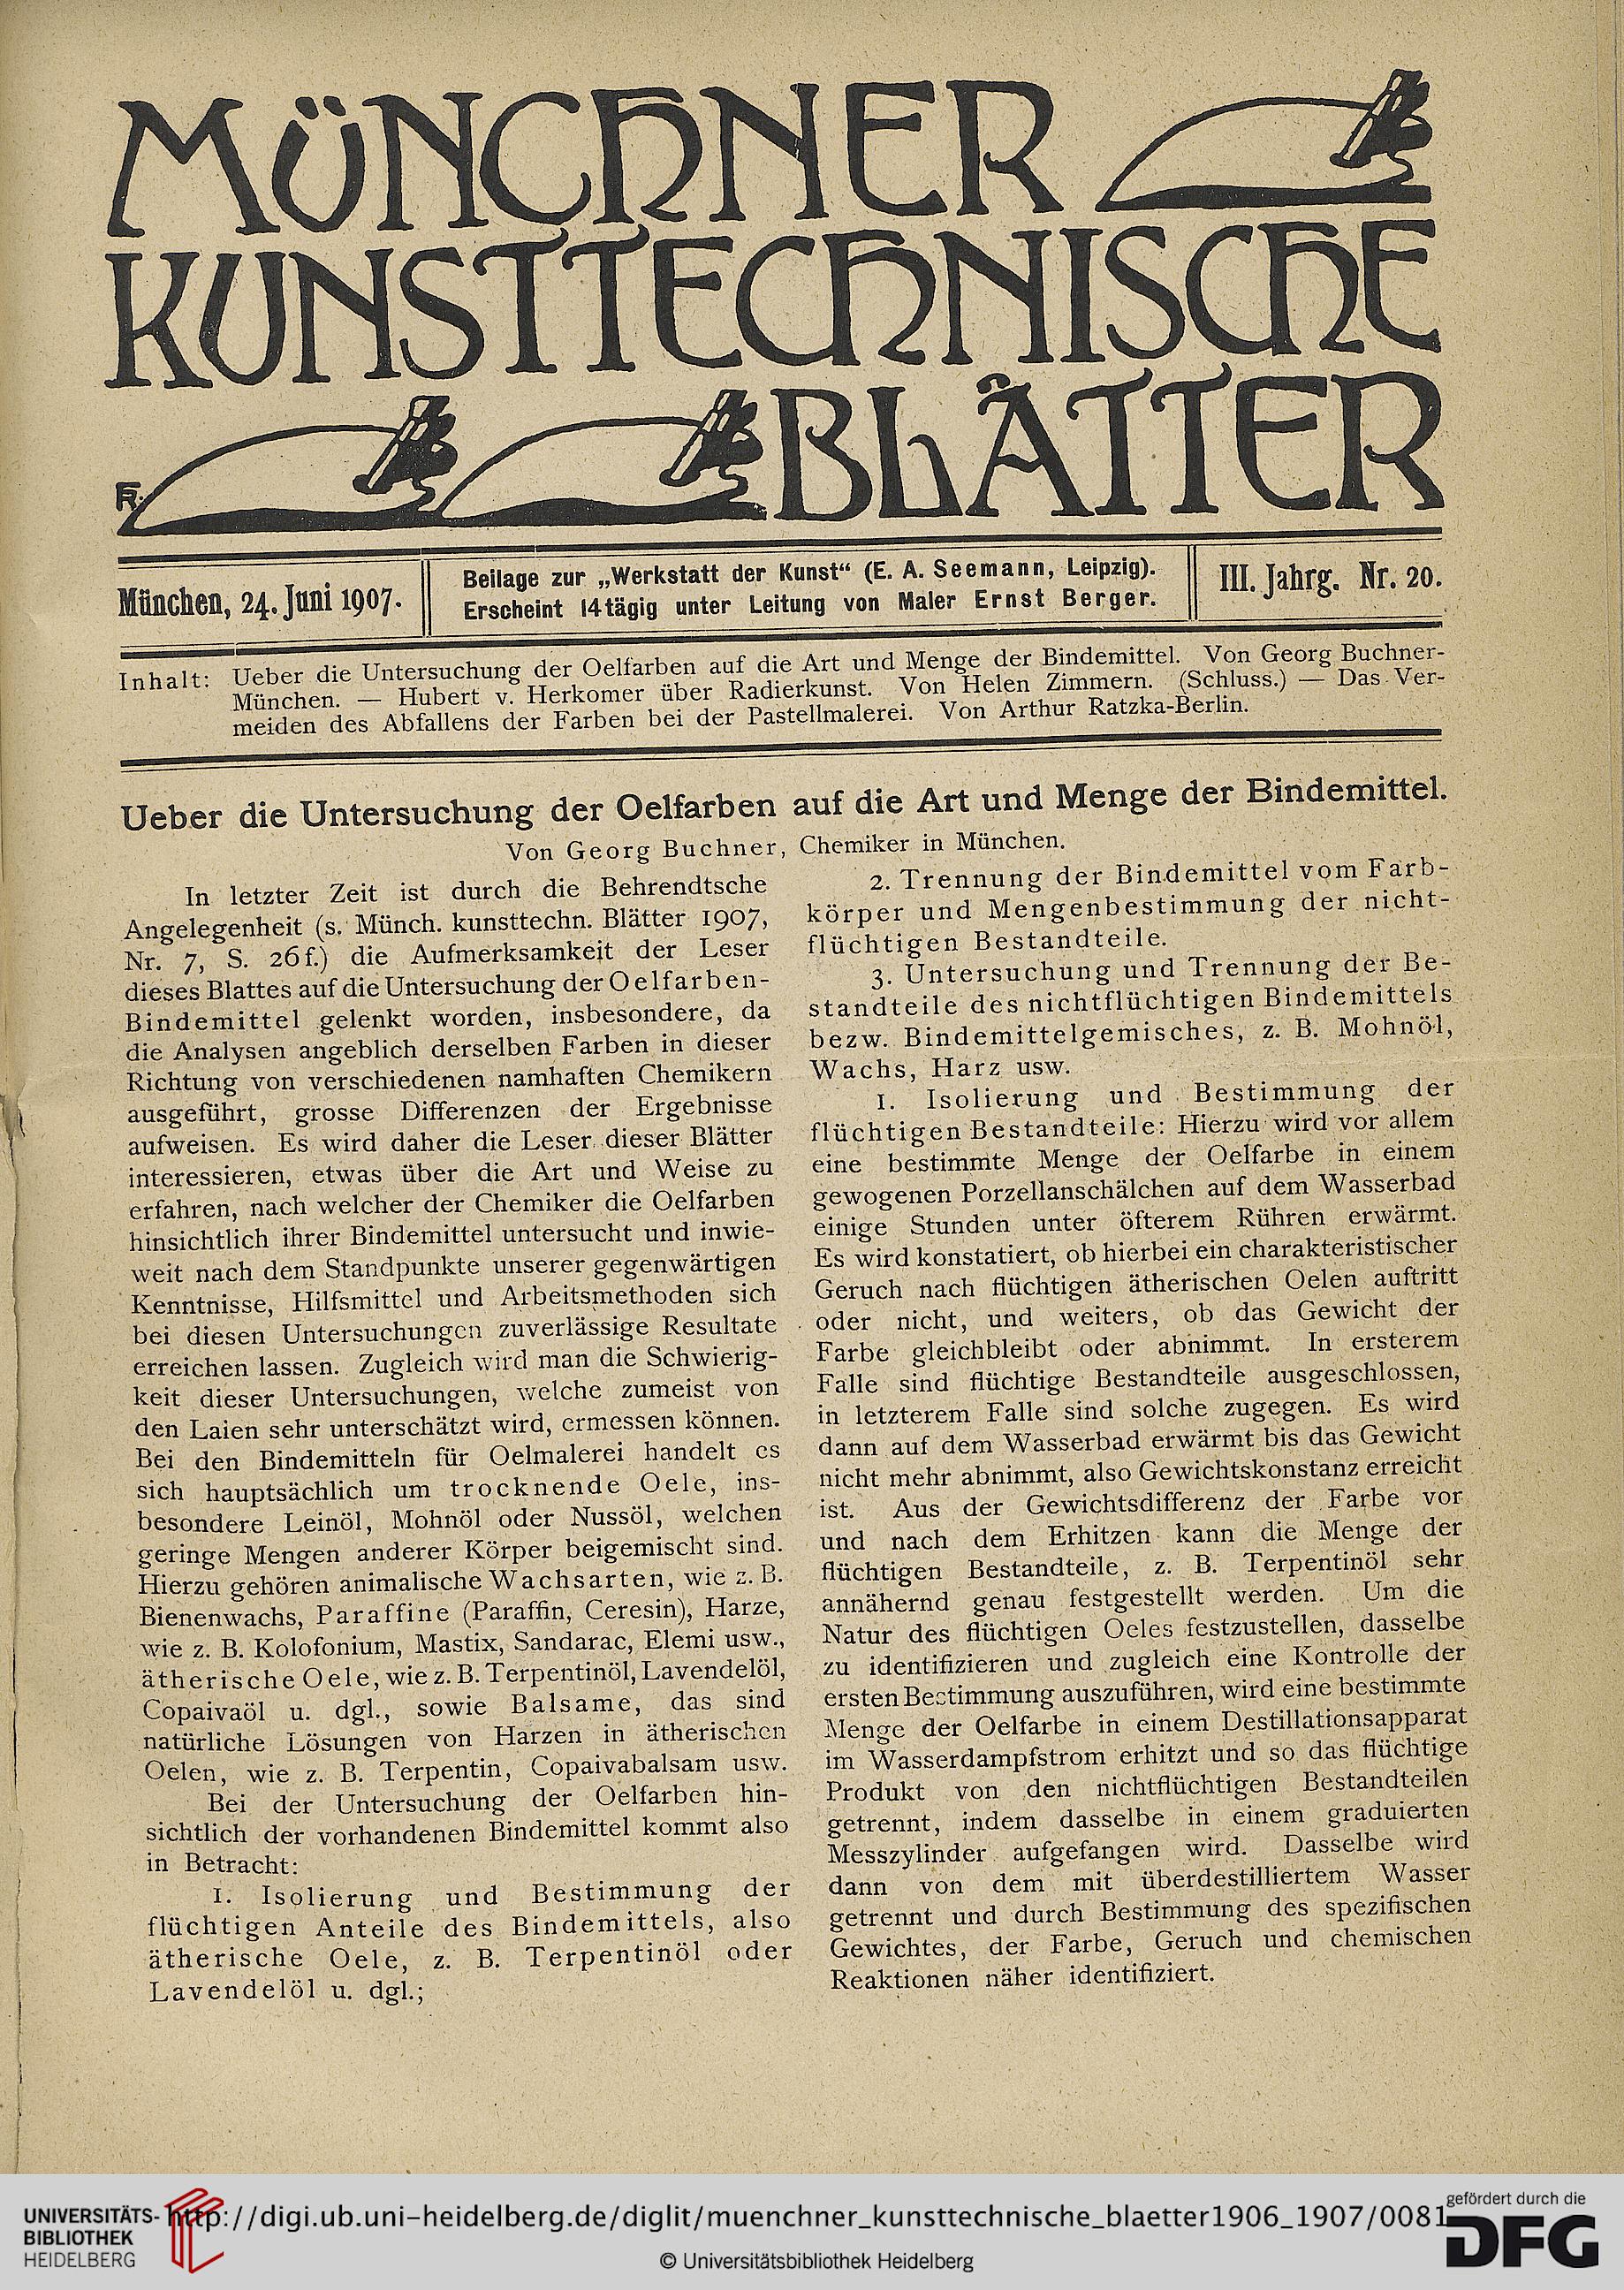 MÜNCHNER
KUNSTTECHNISCHE
BLÄTTER
FR.
München, 24. Juni 1907.
Beilage zur „Werkstatt der Kunst“ (E. A. Seemann, Leipzig).
Erscheint 14tägig unter Leitung von Maler Ernst Berger.
III. Jahrg. Nr. 20.
Inhalt: Ueber die Untersuchung der Oelfarben auf die Art und Menge der Bindemittel. Von Georg Buchner-
München. — Hubert v. Herkomer über Radierkunst. Von Helen Zimmern. (Schluss.) — Das Ver-
meiden des Abfallens der Farben bei der Pastellmalerei. Von Arthur Ratzka-Berlin.
Ueber die Untersuchung der Oelfarben auf die Art und Menge der Bindemittel.
Von Georg Buchner, Chemiker in München.
In letzter Zeit ist durch die Behrendtsche
Angelegenheit (s. Münch. kunsttechn. Blätter 1907,
Nr. 7, S. 26f.) die Aufmerksamkeit der Leser
dieses Blattes auf die Untersuchung der Oelfarben-
Bindemittel gelenkt worden, insbesondere, da
die Analysen angeblich derselben Farben in dieser
Richtung von verschiedenen namhaften Chemikern
ausgeführt, grosse Differenzen der Ergebnisse
aufweisen. Es wird daher die Leser dieser Blätter
interessieren, etwas über die Art und Weise zu
erfahren, nach welcher der Chemiker die Oelfarben
hinsichtlich ihrer Bindemittel untersucht und inwie-
weit nach dem Standpunkte unserer gegenwärtigen
Kenntnisse, Hilfsmittel und Arbeitsmethoden sich
bei diesen Untersuchungen zuverlässige Resultate
erreichen lassen. Zugleich wird man die Schwierig-
keit dieser Untersuchungen, welche zumeist von
den Laien sehr unterschätzt wird, ermessen können.
Bei den Bindemitteln für Oelmalerei handelt es
sich hauptsächlich um trocknende Oele, ins-
besondere Leinöl, Mohnöl oder Nussöl, welchen
geringe Mengen anderer Körper beigemischt sind.
Hierzu gehören animalische Wachsarten, wie z. B.
Bienenwachs, Paraffine (Paraffin, Ceresin), Harze,
wie z. B. Kolofonium, Mastix, Sandarac, Elemi usw.,
ätherische Oele, wie z. B. Terpentinöl, Lavendelöl,
Copaivaöl u. dgl., sowie Balsame, das sind
natürliche Lösungen von Harzen in ätherischen
Oelen, wie z. B. Terpentin, Copaivabalsam usw.
Bei der Untersuchung der Oelfarben hin-
sichtlich der vorhandenen Bindemittel kommt also
in Betracht:
1. Isolierung und Bestimmung der
flüchtigen Anteile des Bindemittels, also
ätherische Oele, z. B. Terpentinöl oder
Lavendelöl u. dgl.;
2. Trennung der Bindemittel vom Farb-
körper und Mengenbestimmung der nicht-
flüchtigen Bestandteile.
3. Untersuchung und Trennung der Be-
standteile des nichtflüchtigen Bindemittels
bezw. Bindemittelgemisches, z. B. Mohnöl,
Wachs, Harz usw.
1. Isolierung und Bestimmung der
flüchtigen Bestandteile: Hierzu wird vor allem
eine bestimmte Menge der Oelfarbe in einem
gewogenen Porzellanschälchen auf dem Wasserbad
einige Stunden unter öfterem Rühren erwärmt.
Es wird konstatiert, ob hierbei ein charakteristischer
Geruch nach flüchtigen ätherischen Oelen auftritt
oder nicht, und weiters, ob das Gewicht der
Farbe gleichbleibt oder abnimmt. In ersterem
Falle sind flüchtige Bestandteile ausgeschlossen,
in letzterem Falle sind solche zugegen. Es wird
dann auf dem Wasserbad erwärmt bis das Gewicht
nicht mehr abnimmt, also Gewichtskonstanz erreicht
ist. Aus der Gewichtsdifferenz der Farbe vor
und nach dem Erhitzen kann die Menge der
flüchtigen Bestandteile, z. B. Terpentinöl sehr
annähernd genau festgestellt werden. Um die
Natur des flüchtigen Oeles festzustellen, dasselbe
zu identifizieren und zugleich eine Kontrolle der
ersten Bestimmung auszuführen, wird eine bestimmte
Menge der Oelfarbe in einem Destillationsapparat
im Wasserdampfstrom erhitzt und so das flüchtige
Produkt von den nichtflüchtigen Bestandteilen
getrennt, indem dasselbe in einem graduierten
Messzylinder aufgefangen wird. Dasselbe wird
dann von dem mit überdestilliertem Wasser
getrennt und durch Bestimmung des spezifischen
Gewichtes, der Farbe, Geruch und chemischen
Reaktionen näher identifiziert.
UNIVERSITÄTS-
BIBLIOTHEK
HEIDELBERG
http://digi.ub.uni-heidelberg.de/diglit/muenchner_kunsttechnische_blaetter1906_1907/0081
© Universitätsbibliothek Heidelberg
gefördert durch die
DFG